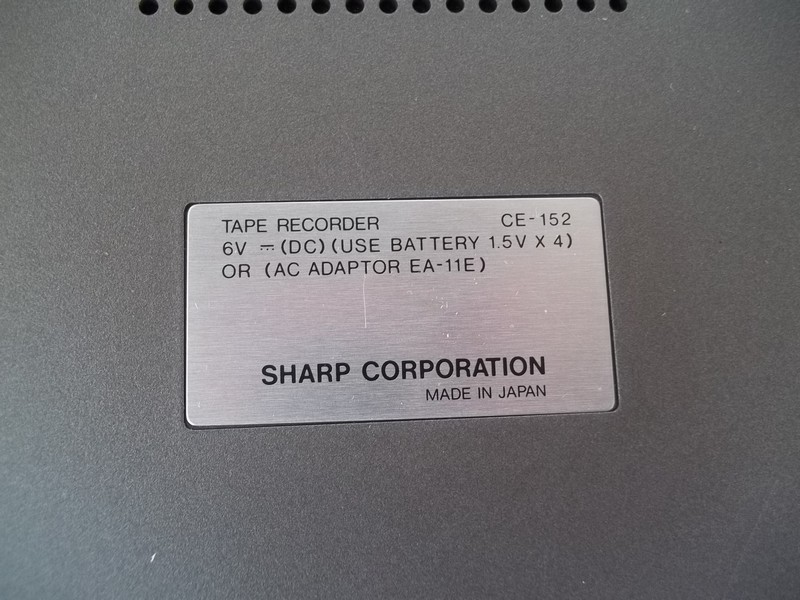 TAPE RECORDER CE-152
6V ⎓ (DC) (USE BATTERY 1.5V X 4)
OR (AC ADAPTOR EA-11E)
SHARP CORPORATION
MADE IN JAPAN